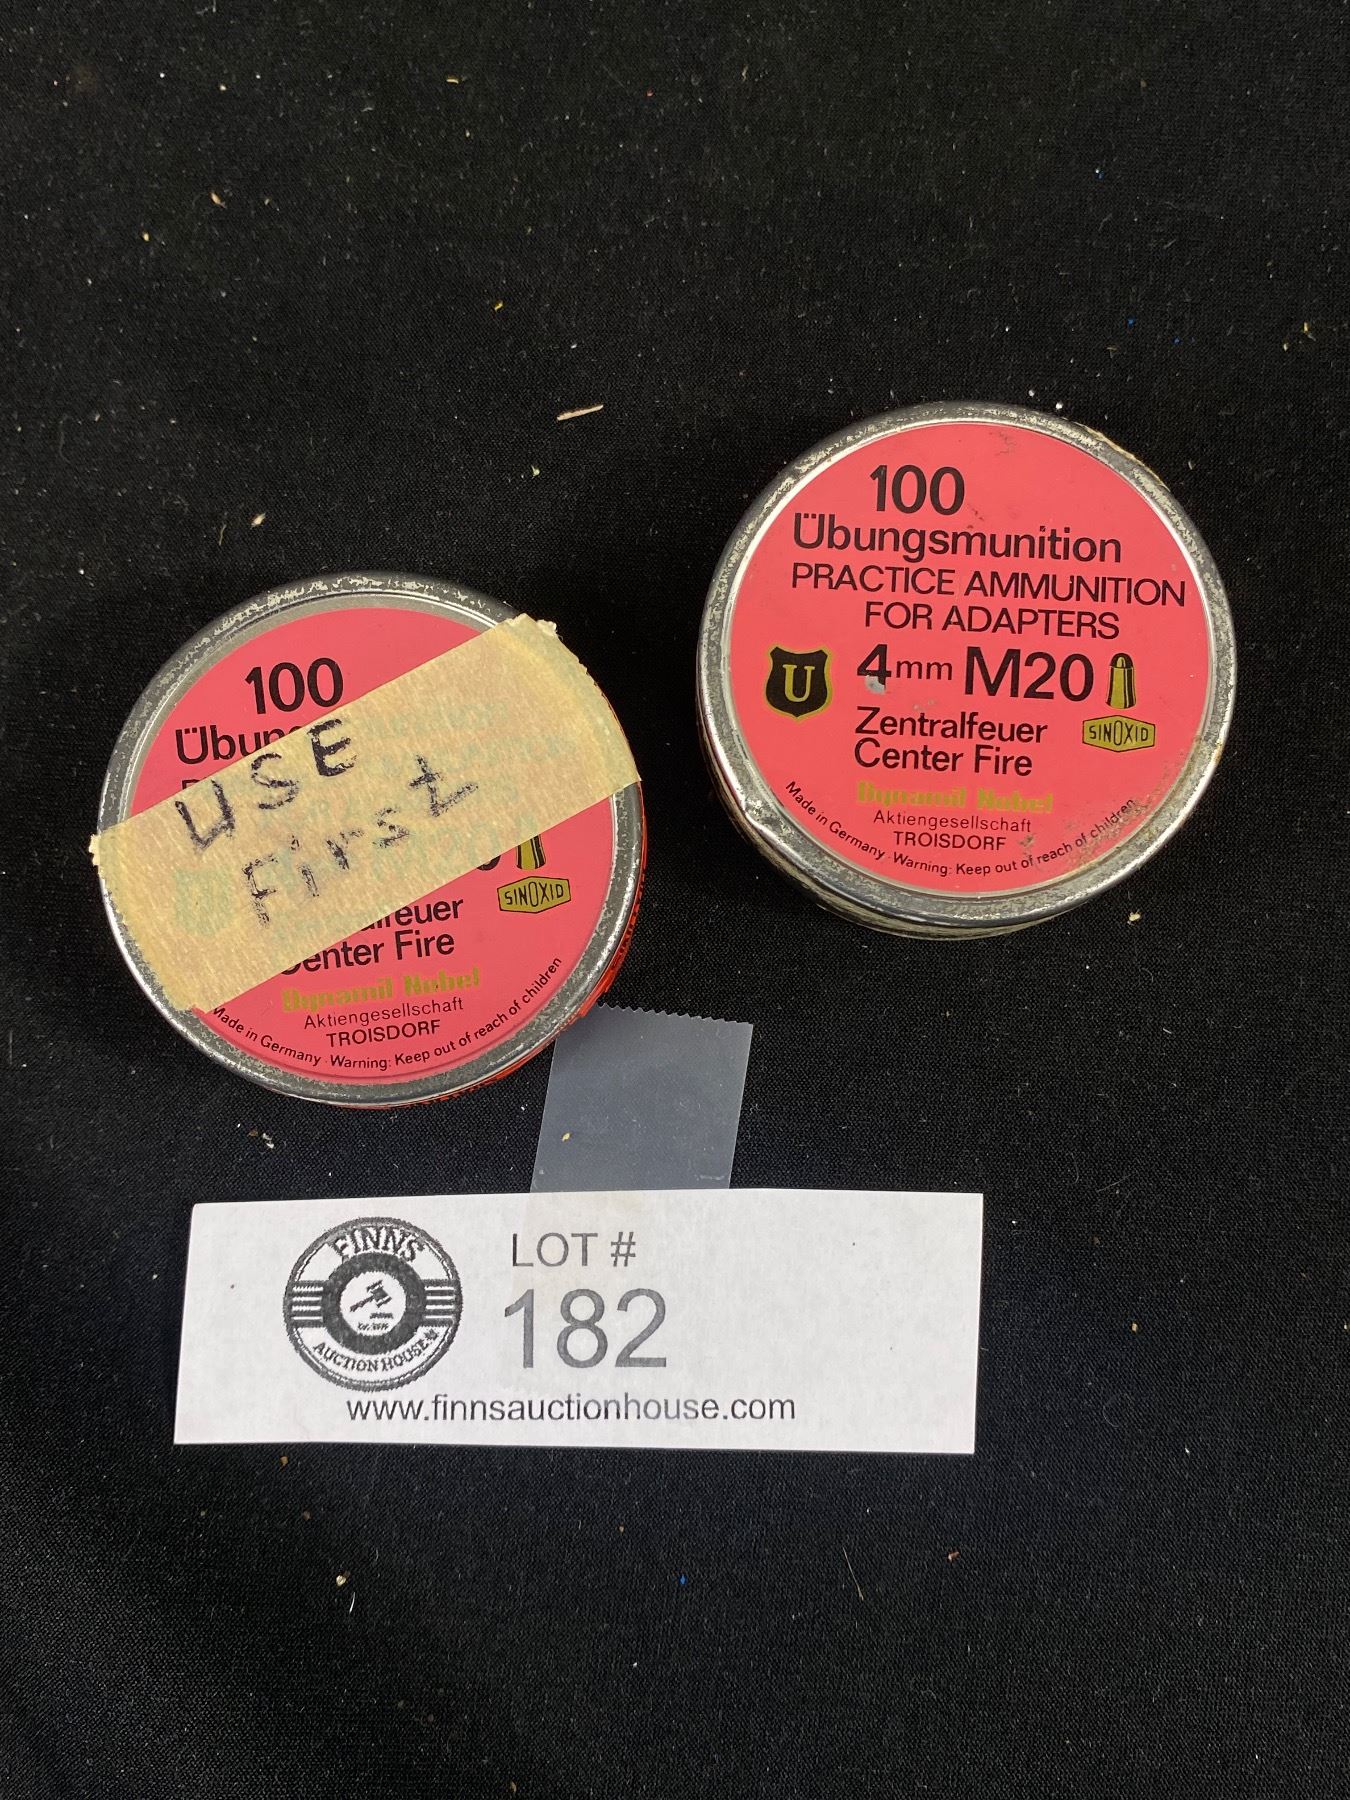 100
Übungsmunition
PRACTICE AMMUNITION
FOR ADAPTERS
U
4mm M20
SINOXID
Zentralfeuer
Center Fire
Dynamit Nobel
Aktiengesellschaft
TROISDORF
Made in Germany · Warning: Keep out of reach of children
100
USE
First
SINOXID
Center Fire
Dynamit Nobel
Aktiengesellschaft
TROISDORF
Made in Germany · Warning: Keep out of reach of children
FINNS
AUCTION HOUSE
LOT #
182
www.finnsauctionhouse.com